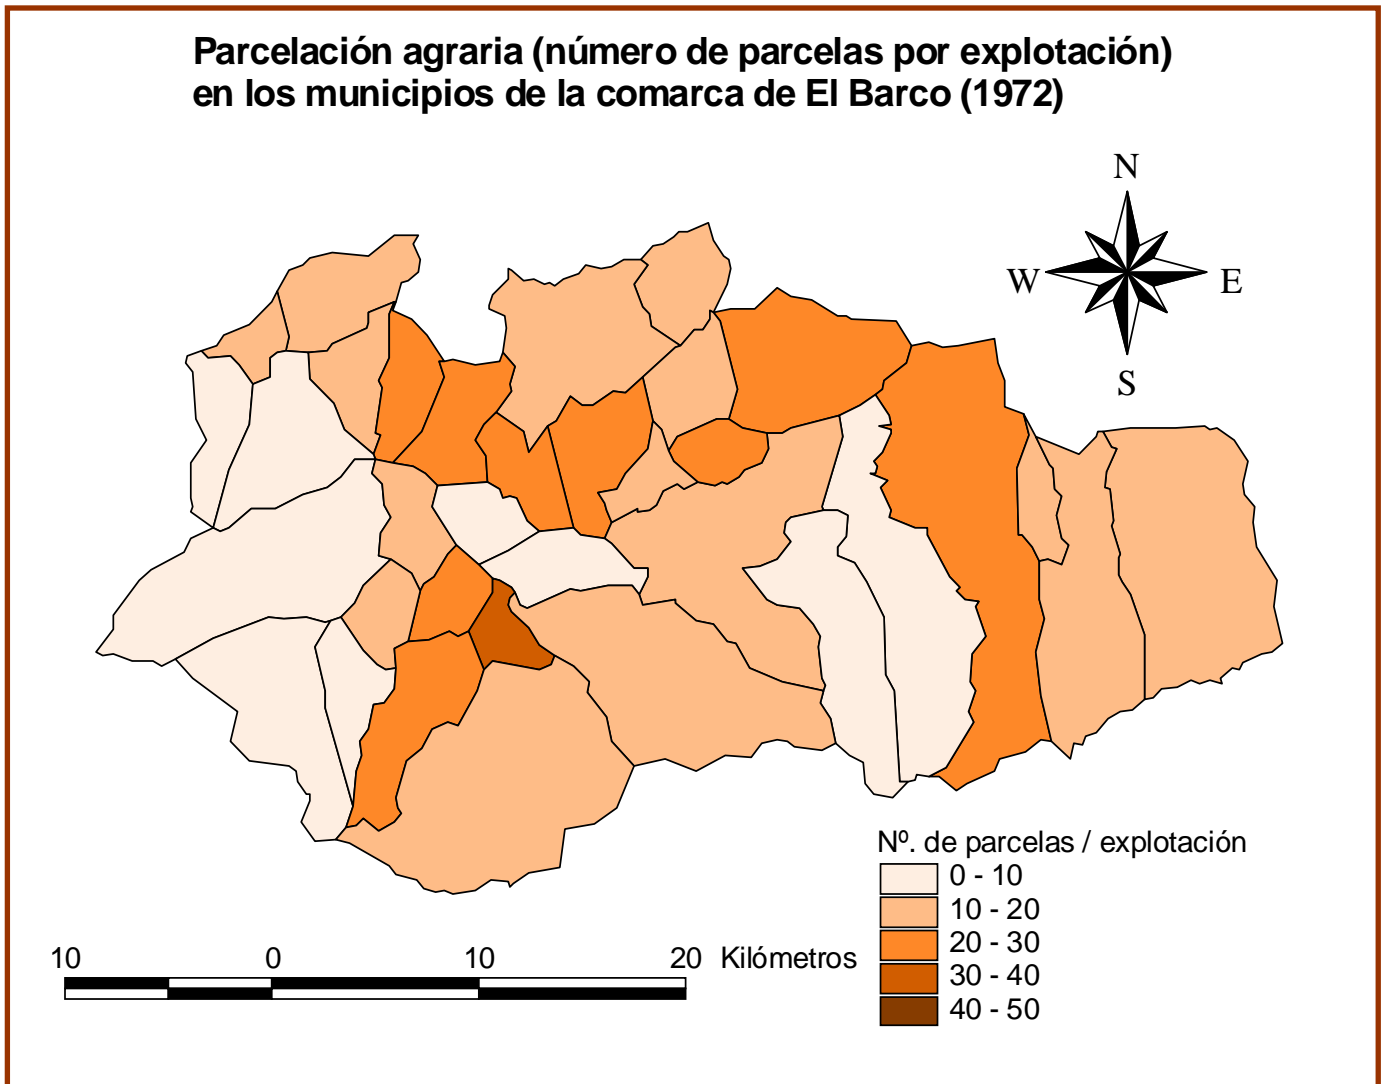 Parcelación agraria (número de parcelas por explotación)
en los municipios de la comarca de El Barco (1972)
N
W
E
S
Nº. de parcelas / explotación
0 - 10
10 - 20
20 - 30
30 - 40
40 - 50
10 0 10 20 Kilómetros